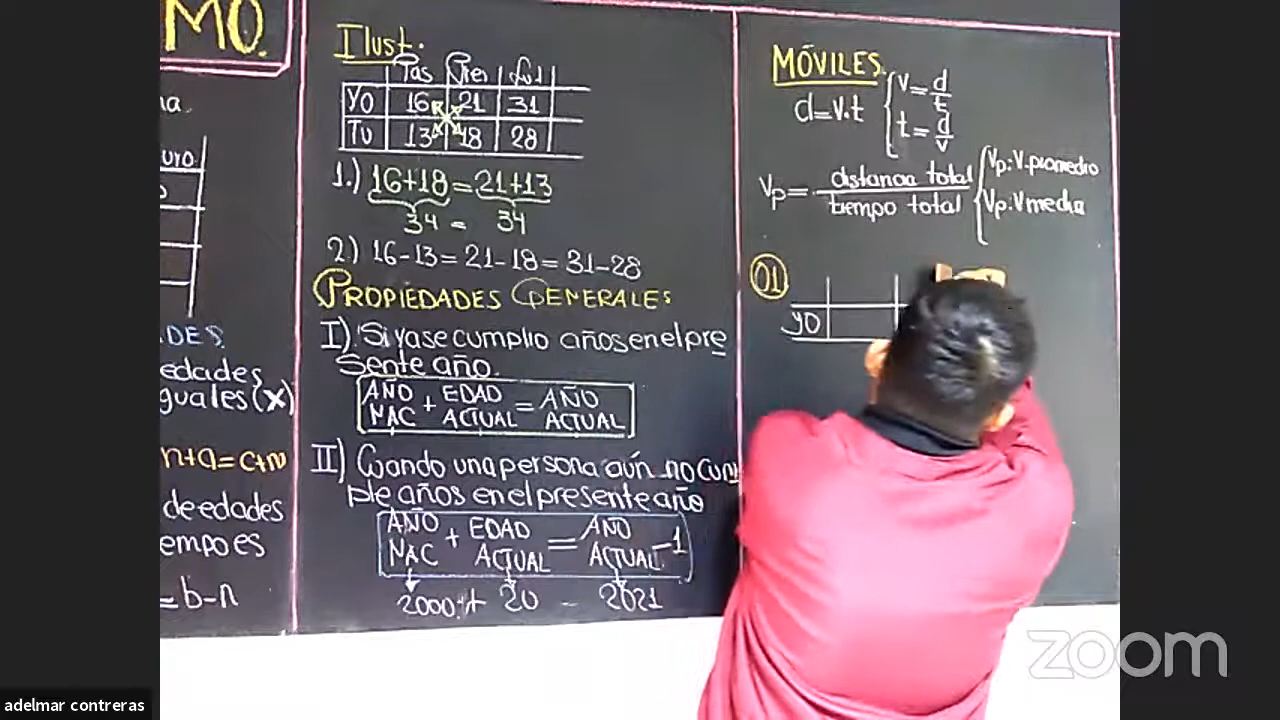 MO.
na.
URO
DES.
edades
guales (x)
n+a=c+m
de edades
empo es
=b-n
Ilust.
Pas Pres Fut
YO 16 21 31
TU 13 18 28
1.) 16+18=21+13
34 = 34
2) 16-13=21-18=31-28
PROPIEDADES GENERALES
I) Si ya se cumplio años en el pre
sente año.
AÑO NAC + EDAD ACTUAL = AÑO ACTUAL
II) Cuando una persona aún no cum
ple años en el presente año
AÑO NAC + EDAD ACTUAL = AÑO ACTUAL -1
2000 + 20 = 2021
MÓVILES
d=v.t
v=d/t
t=d/v
Vp= distancia total / tiempo total
Vp: V. promedio
Vp: V media
01
YO
zoom
adelmar contreras